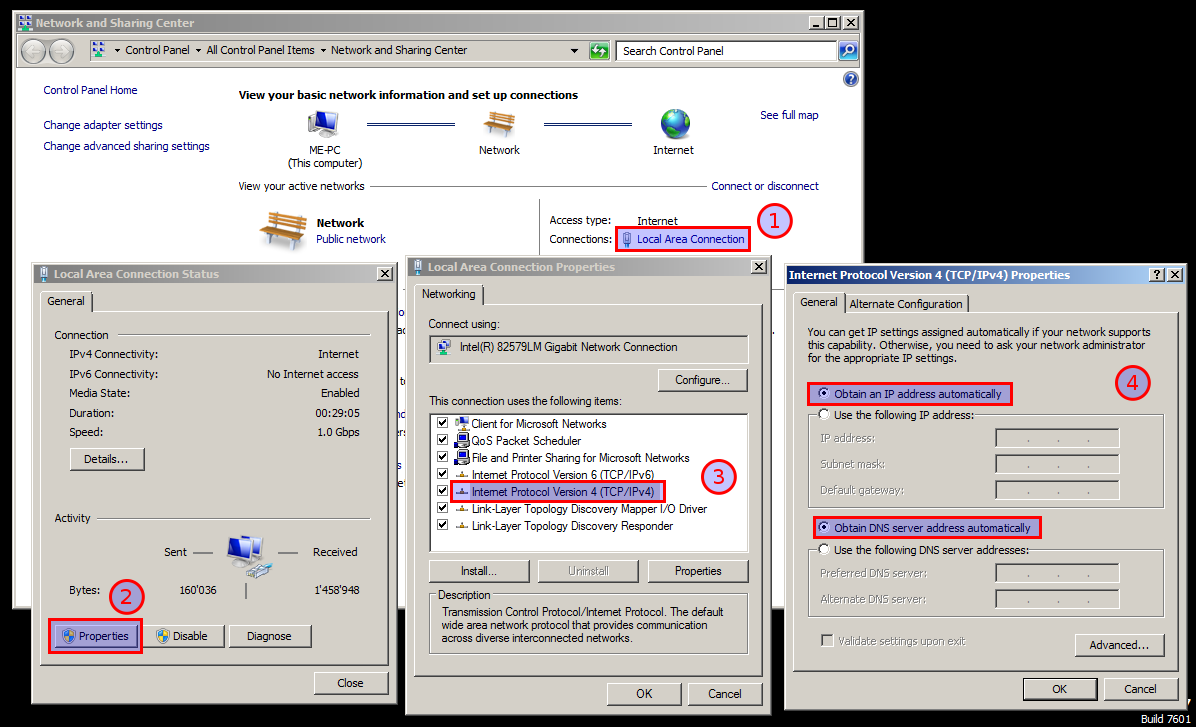 Network and Sharing Center
Control Panel
All Control Panel Items
Network and Sharing Center
Search Control Panel
Control Panel Home
Change adapter settings
Change advanced sharing settings
View your basic network information and set up connections
See full map
ME-PC
(This computer)
Network
Internet
View your active networks
Connect or disconnect
Network
Public network
Access type: Internet
Connections: Local Area Connection
1
Local Area Connection Status
General
Connection
IPv4 Connectivity: Internet
IPv6 Connectivity: No Internet access
Media State: Enabled
Duration: 00:29:05
Speed: 1.0 Gbps
Details...
Activity
Sent
Received
Bytes: 160'036 1'458'948
2
Properties
Disable
Diagnose
Close
Local Area Connection Properties
Networking
Connect using:
Intel(R) 82579LM Gigabit Network Connection
Configure...
This connection uses the following items:
Client for Microsoft Networks
QoS Packet Scheduler
File and Printer Sharing for Microsoft Networks
Internet Protocol Version 6 (TCP/IPv6)
Internet Protocol Version 4 (TCP/IPv4)
Link-Layer Topology Discovery Mapper I/O Driver
Link-Layer Topology Discovery Responder
3
Install...
Uninstall
Properties
Description
Transmission Control Protocol/Internet Protocol. The default
wide area network protocol that provides communication
across diverse interconnected networks.
OK
Cancel
Internet Protocol Version 4 (TCP/IPv4) Properties
General
Alternate Configuration
You can get IP settings assigned automatically if your network supports
this capability. Otherwise, you need to ask your network administrator
for the appropriate IP settings.
4
Obtain an IP address automatically
Use the following IP address:
IP address:
Subnet mask:
Default gateway:
Obtain DNS server address automatically
Use the following DNS server addresses:
Preferred DNS server:
Alternate DNS server:
Validate settings upon exit
Advanced...
OK
Cancel
Build 7601